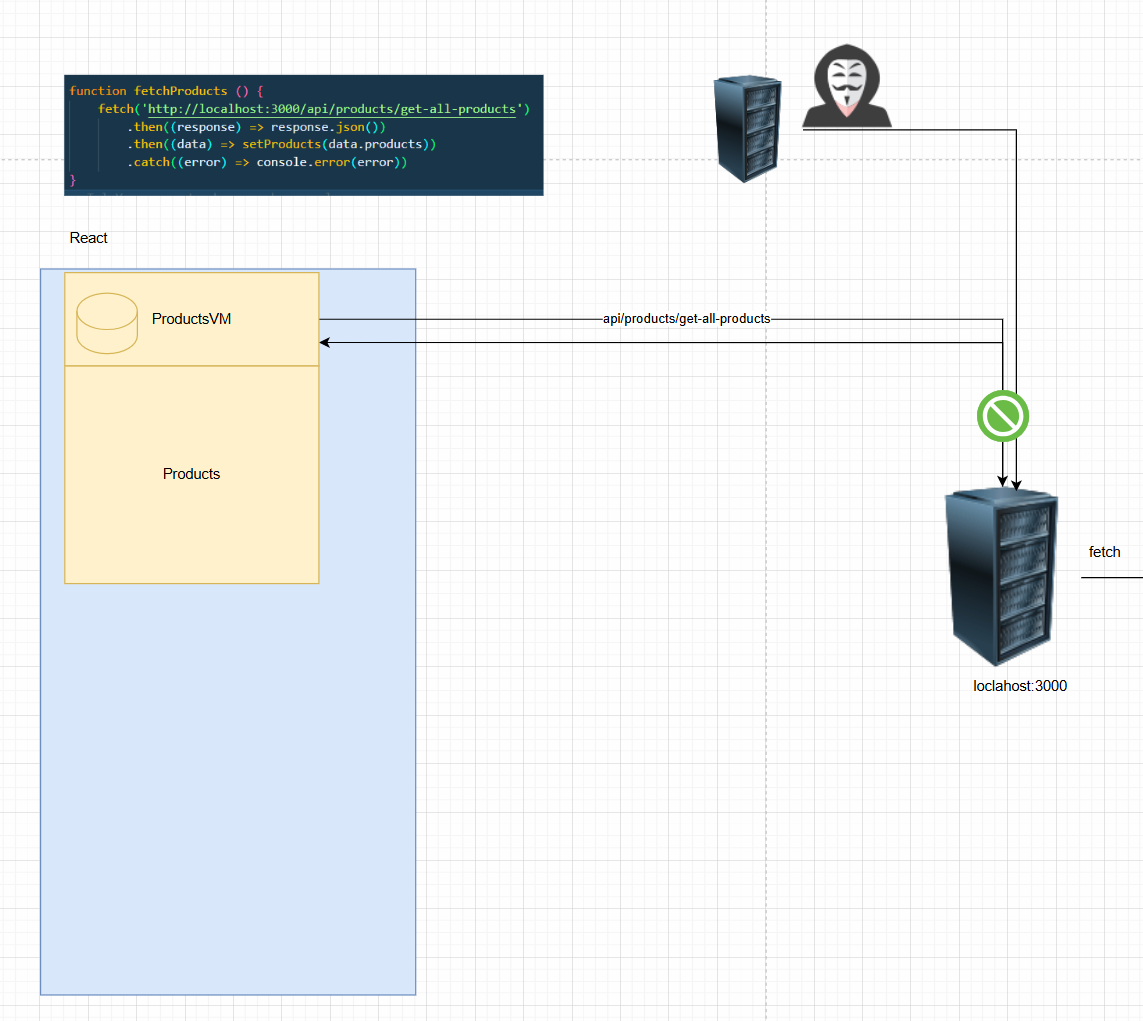 function fetchProducts () {
fetch('http://localhost:3000/api/products/get-all-products')
.then((response) => response.json())
.then((data) => setProducts(data.products))
.catch((error) => console.error(error))
}
React
ProductsVM
api/products/get-all-products
Products
fetch
loclahost:3000